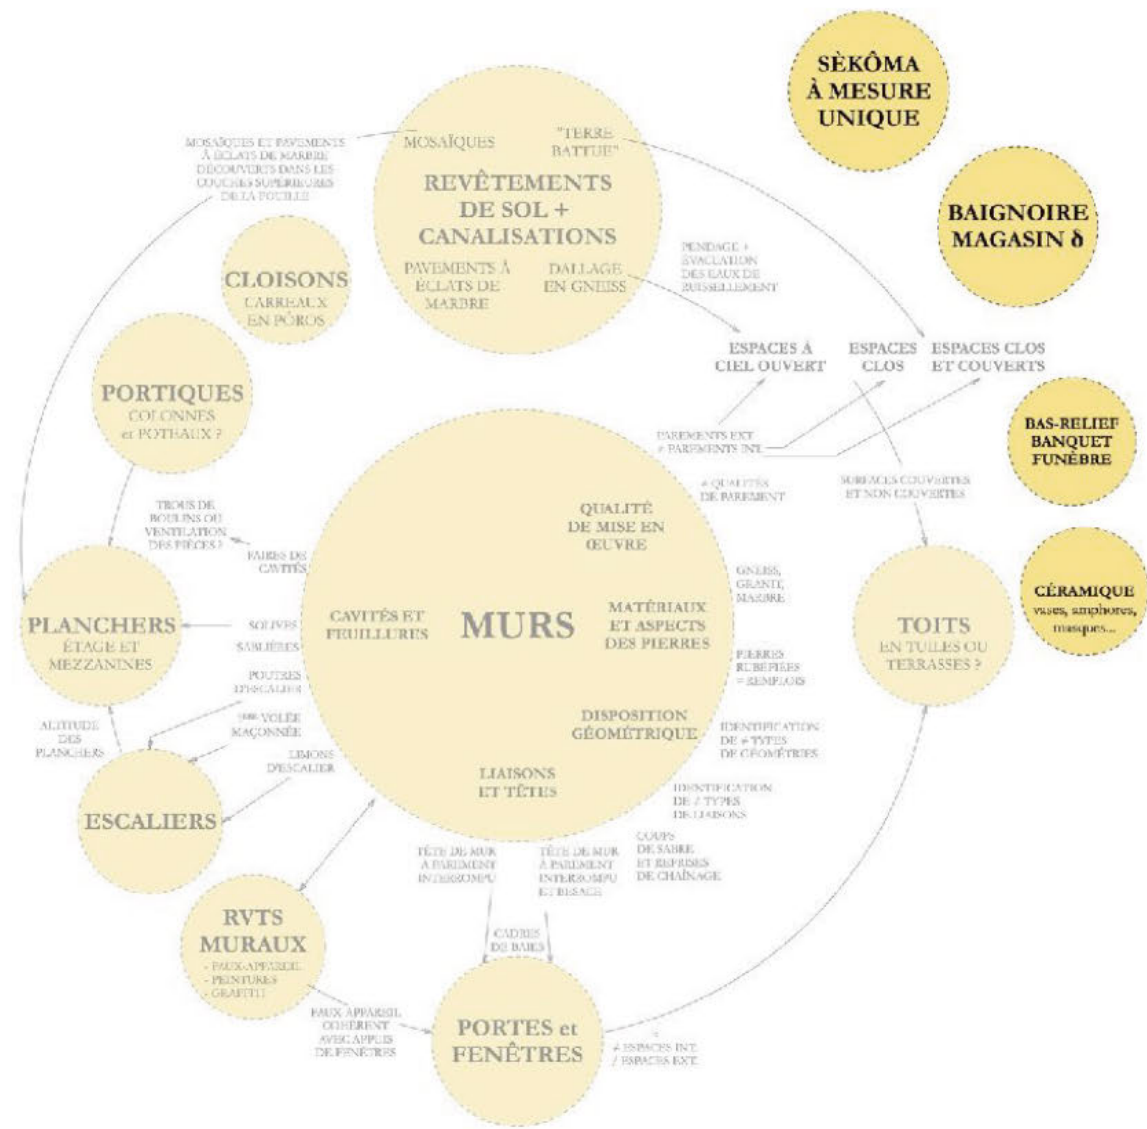 SÈKÔMA
À MESURE
UNIQUE
BAIGNOIRE
MAGASIN δ
BAS-RELIEF
BANQUET
FUNÈBRE
CÉRAMIQUE
vases, amphores,
masques...
MOSAÏQUES ET PAVEMENTS
À ÉCLATS DE MARBRE
DÉCOUVERTS DANS LES
COUCHES SUPÉRIEURES
DE LA FOUILLE
MOSAÏQUES
"TERRE
BATTUE"
REVÊTEMENTS
DE SOL +
CANALISATIONS
PAVEMENTS À
ÉCLATS DE
MARBRE
DALLAGE
EN GNEISS
PENDAGE +
ÉVACUATION
DES EAUX DE
RUISSELLEMENT
CLOISONS
CARREAUX
EN PÔROS
PORTIQUES
COLONNES
et POTEAUX ?
ESPACES À
CIEL OUVERT
ESPACES
CLOS
ESPACES CLOS
ET COUVERTS
PAREMENTS EXT.
≠ PAREMENTS INT.
≠ QUALITÉS
DE PAREMENT
SURFACES COUVERTES
ET NON COUVERTES
TROUS DE
BOULINS OU
VENTILATION
DES PIÈCES ?
PAIRES DE
CAVITÉS
QUALITÉ
DE MISE EN
ŒUVRE
GNEISS,
GRANITE,
MARBRE
CAVITÉS ET
FEUILLURES
MURS
MATÉRIAUX
ET ASPECTS
DES PIERRES
PLANCHERS
ÉTAGE ET
MEZZANINES
SOLIVES
SABLIÈRES
TOITS
EN TUILES OU
TERRASSES ?
PIERRES
RUBÉFIÉES
= REMPLOIS
POUTRES
D'ESCALIER
DISPOSITION
GÉOMÉTRIQUE
IDENTIFICATION
DE ≠ TYPES
DE GÉOMÉTRIES
ALTITUDE
DES
PLANCHERS
VOLÉE
MAÇONNÉE
LIMONS
D'ESCALIER
LIAISONS
ET TÊTES
IDENTIFICATION
DE ≠ TYPES
DE LIAISONS
ESCALIERS
TÊTE DE MUR
À PAREMENT
INTERROMPU
TÊTE DE MUR
À PAREMENT
INTERROMPU
ET BESACE
COUPS
DE SABRE
ET REPRISES
DE CHAÎNAGE
RVTS
MURAUX
- FAUX-APPAREIL
- PEINTURES
- GRAFFITI
CADRES
DE BAIES
FAUX-APPAREIL
COHÉRENT
AVEC APPUIS
DE FENÊTRES
PORTES et
FENÊTRES
≠ ESPACES INT.
/ ESPACES EXT.